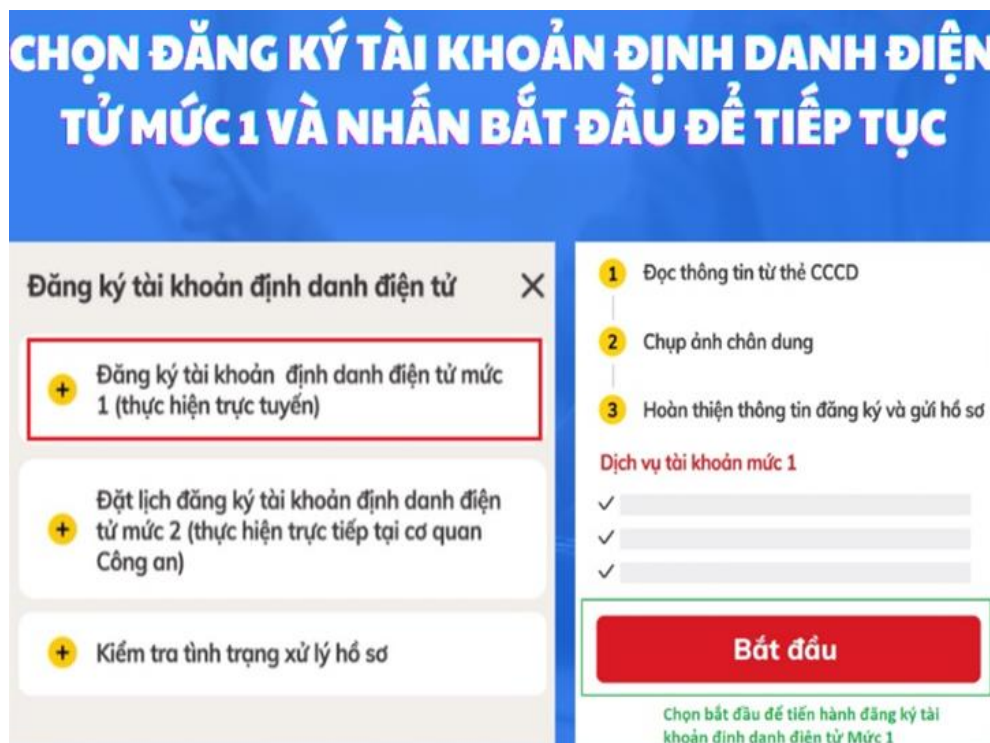 CHỌN ĐĂNG KÝ TÀI KHOẢN ĐỊNH DANH ĐIỆN
TỬ MỨC 1 VÀ NHẤN BẮT ĐẦU ĐỂ TIẾP TỤC
Đăng ký tài khoản định danh điện tử
Đăng ký tài khoản định danh điện tử mức
1 (thực hiện trực tuyến)
Đặt lịch đăng ký tài khoản định danh điện
tử mức 2 (thực hiện trực tiếp tại cơ quan
Công an)
Kiểm tra tình trạng xử lý hồ sơ
1 Đọc thông tin từ thẻ CCCD
2 Chụp ảnh chân dung
3 Hoàn thiện thông tin đăng ký và gửi hồ sơ
Dịch vụ tài khoản mức 1
Bắt đầu
Chọn bắt đầu để tiến hành đăng ký tài
khoản định danh điện tử Mức 1